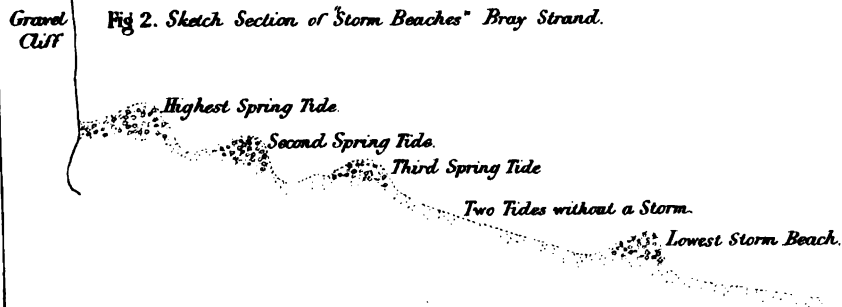 Gravel
Cliff
Fig 2. Sketch Section of "Storm Beaches" Bray Strand.
Highest Spring Tide.
Second Spring Tide.
Third Spring Tide
Two Tides without a Storm.
Lowest Storm Beach.